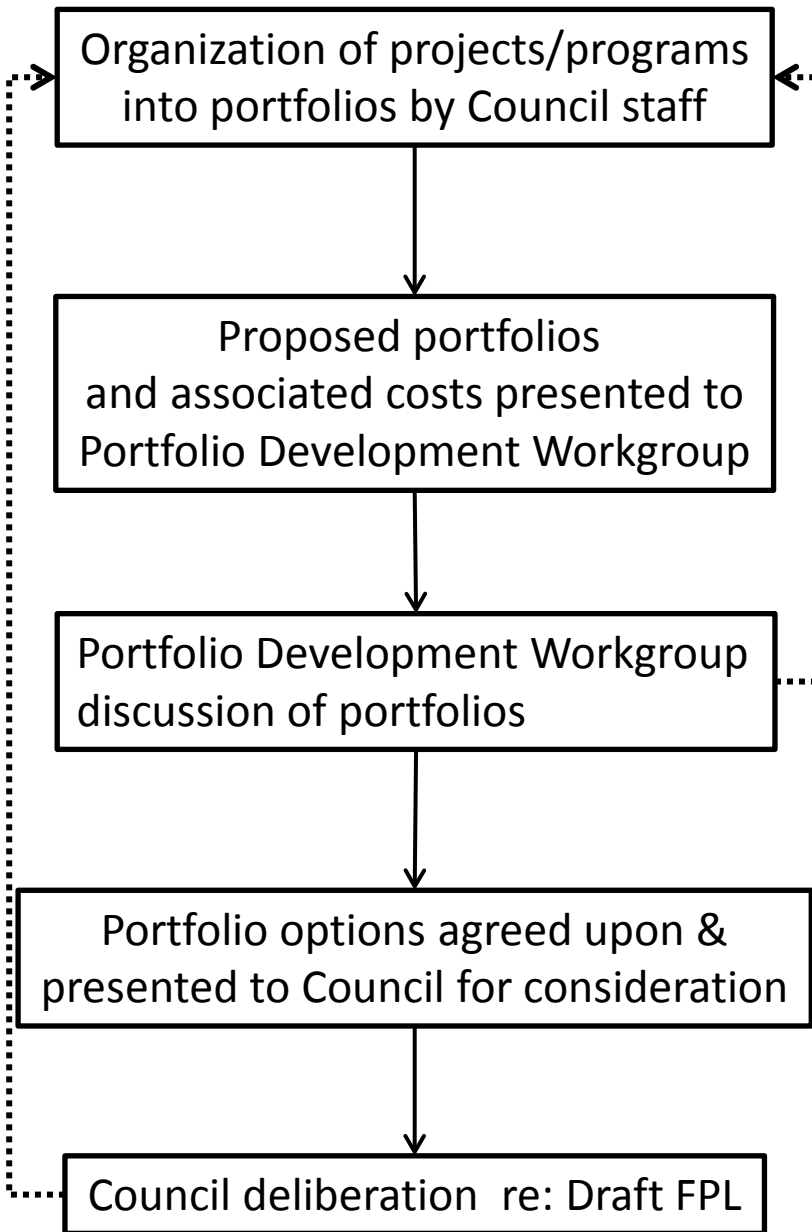 Organization of projects/programs
into portfolios by Council staff
Proposed portfolios
and associated costs presented to
Portfolio Development Workgroup
Portfolio Development Workgroup
discussion of portfolios
Portfolio options agreed upon &
presented to Council for consideration
Council deliberation  re: Draft FPL